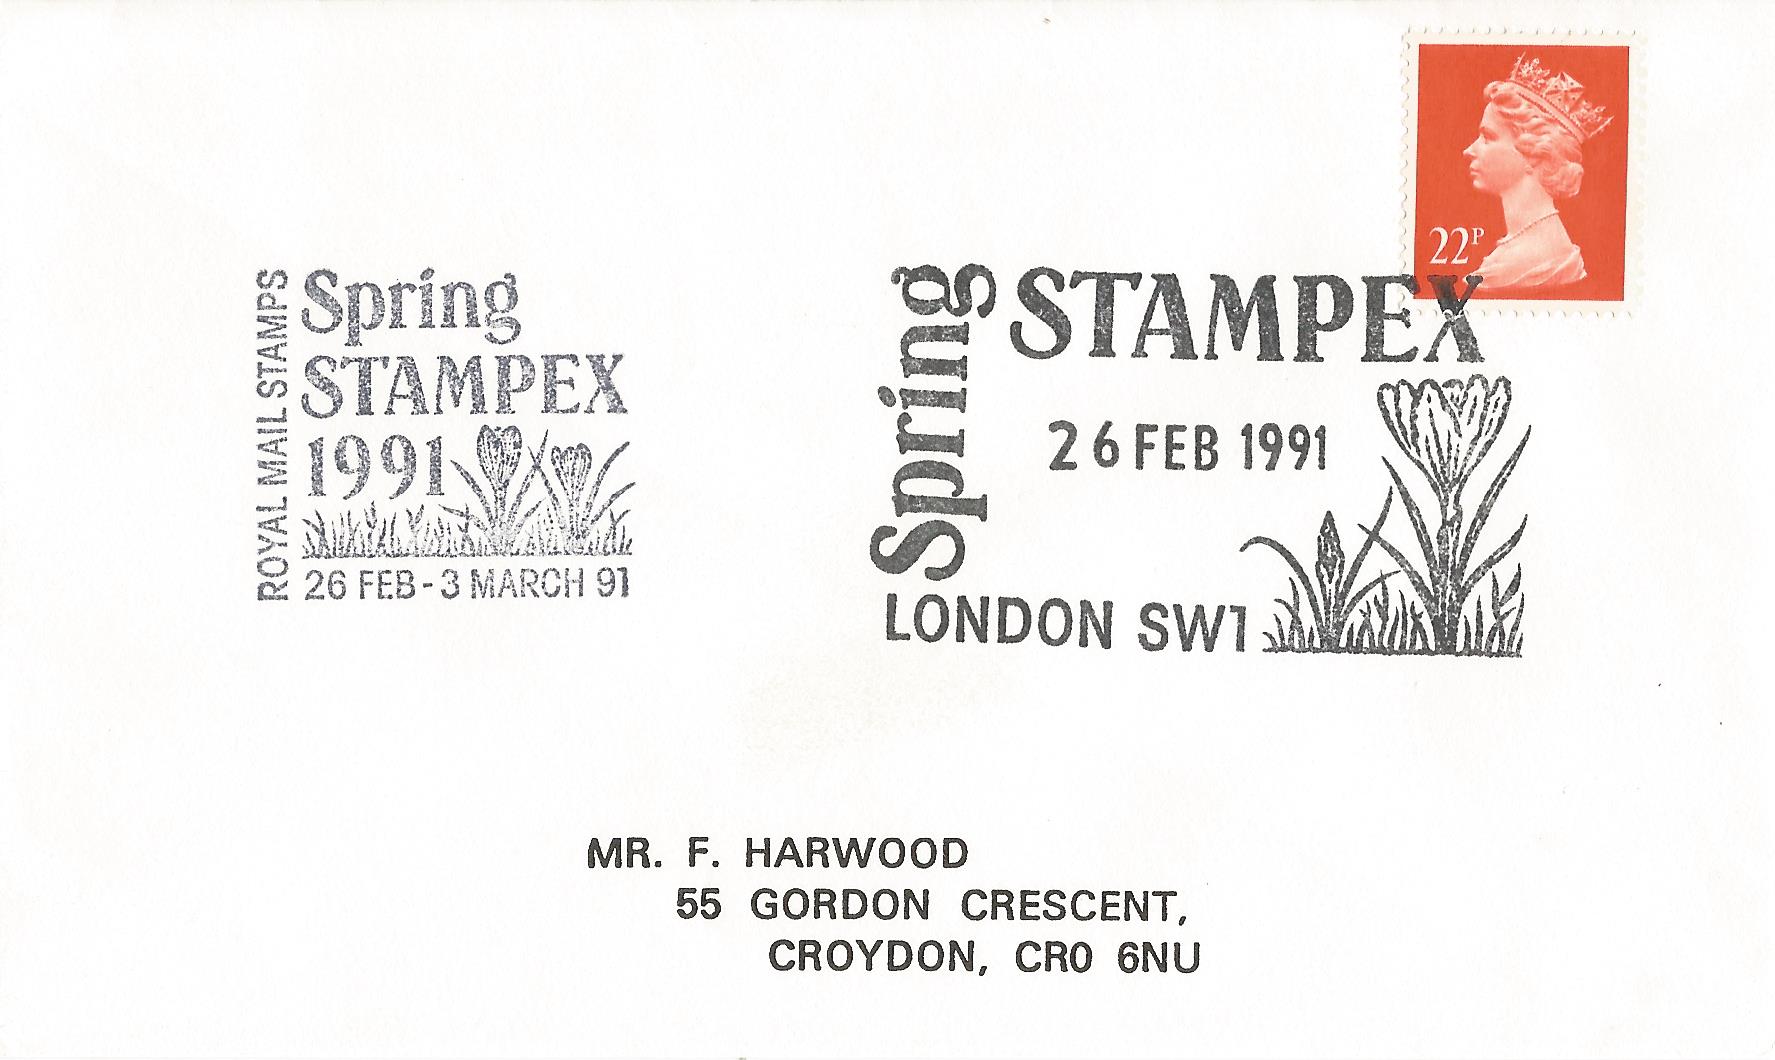 22P
ROYAL MAIL STAMPS
Spring
STAMPEX
1991
26 FEB - 3 MARCH 91
Spring
STAMPEX
26 FEB 1991
LONDON SW1
MR. F. HARWOOD
55 GORDON CRESCENT,
CROYDON, CR0 6NU